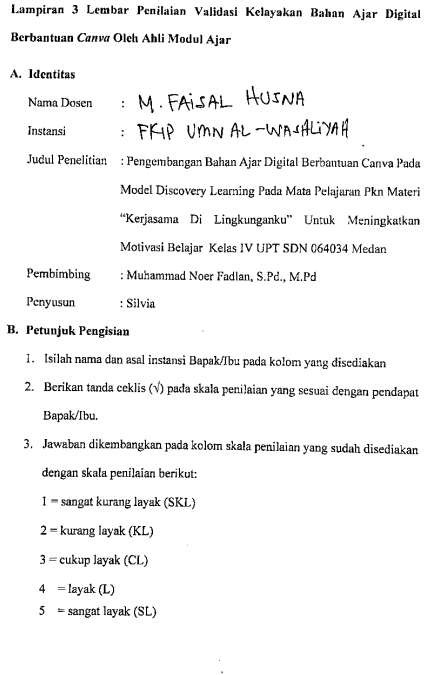 Lampiran 3 Lembar Penilaian Validasi Kelayakan Bahan Ajar Digital
Berbantuan Canva Oleh Ahli Modul Ajar
A. Identitas
Nama Dosen : M. FAISAL HUSNA
Instansi : FKIP UMN AL-WASHLIYAH
Judul Penelitian : Pengembangan Bahan Ajar Digital Berbantuan Canva Pada
Model Discovery Learning Pada Mata Pelajaran Pkn Materi
"Kerjasama Di Lingkunganku" Untuk Meningkatkan
Motivasi Belajar Kelas IV UPT SDN 064034 Medan
Pembimbing : Muhammad Noer Fadlan, S.Pd., M.Pd
Penyusun : Silvia
B. Petunjuk Pengisian
1. Isilah nama dan asal instansi Bapak/Ibu pada kolom yang disediakan
2. Berikan tanda ceklis (√) pada skala penilaian yang sesuai dengan pendapat
Bapak/Ibu.
3. Jawaban dikembangkan pada kolom skala penilaian yang sudah disediakan
dengan skala penilaian berikut:
1 = sangat kurang layak (SKL)
2 = kurang layak (KL)
3 = cukup layak (CL)
4 = layak (L)
5 = sangat layak (SL)